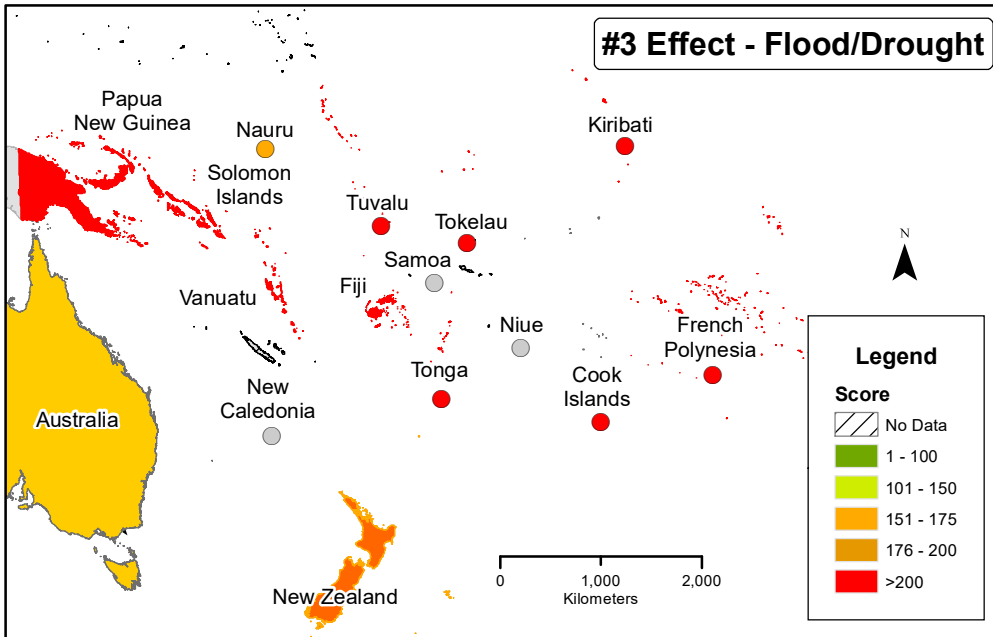 #3 Effect - Flood/Drought
Papua
New Guinea
Nauru
Kiribati
Solomon
Islands
Tuvalu
Tokelau
Samoa
N
Vanuatu
Fiji
Niue
French
Polynesia
Tonga
Cook
Islands
New
Caledonia
Australia
New Zealand
0
1,000
2,000
Kilometers
Legend
Score
No Data
1 - 100
101 - 150
151 - 175
176 - 200
>200